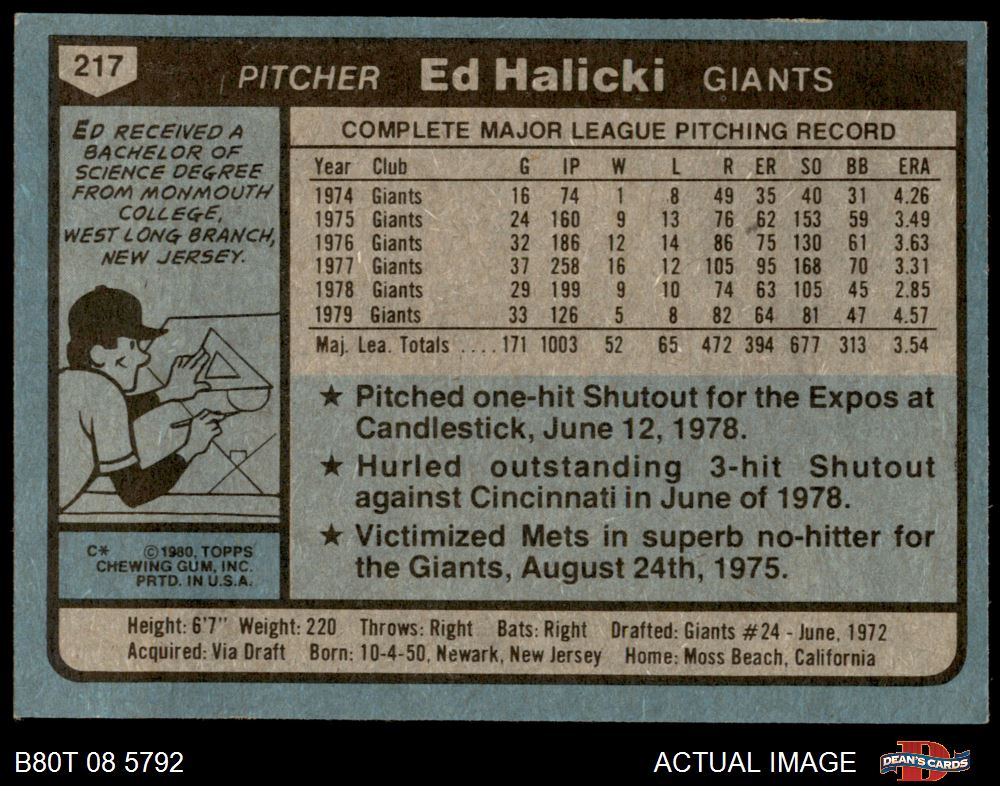 217
PITCHER Ed Halicki GIANTS
ED RECEIVED A
BACHELOR OF
SCIENCE DEGREE
FROM MONMOUTH
COLLEGE,
WEST LONG BRANCH,
NEW JERSEY.
C* ©1980, TOPPS
CHEWING GUM, INC.
PRTD. IN U.S.A.
COMPLETE MAJOR LEAGUE PITCHING RECORD
Year Club G IP W L R ER SO BB ERA
1974 Giants 16 74 1 8 49 35 40 31 4.26
1975 Giants 24 160 9 13 76 62 153 59 3.49
1976 Giants 32 186 12 14 86 75 130 61 3.63
1977 Giants 37 258 16 12 105 95 168 70 3.31
1978 Giants 29 199 9 10 74 63 105 45 2.85
1979 Giants 33 126 5 8 82 64 81 47 4.57
Maj. Lea. Totals ....171 1003 52 65 472 394 677 313 3.54
★ Pitched one-hit Shutout for the Expos at
Candlestick, June 12, 1978.
★ Hurled outstanding 3-hit Shutout
against Cincinnati in June of 1978.
★ Victimized Mets in superb no-hitter for
the Giants, August 24th, 1975.
Height: 6'7" Weight: 220 Throws: Right Bats: Right Drafted: Giants #24 - June, 1972
Acquired: Via Draft Born: 10-4-50, Newark, New Jersey Home: Moss Beach, California
B80T 08 5792 ACTUAL IMAGE
DEAN'S CARDS